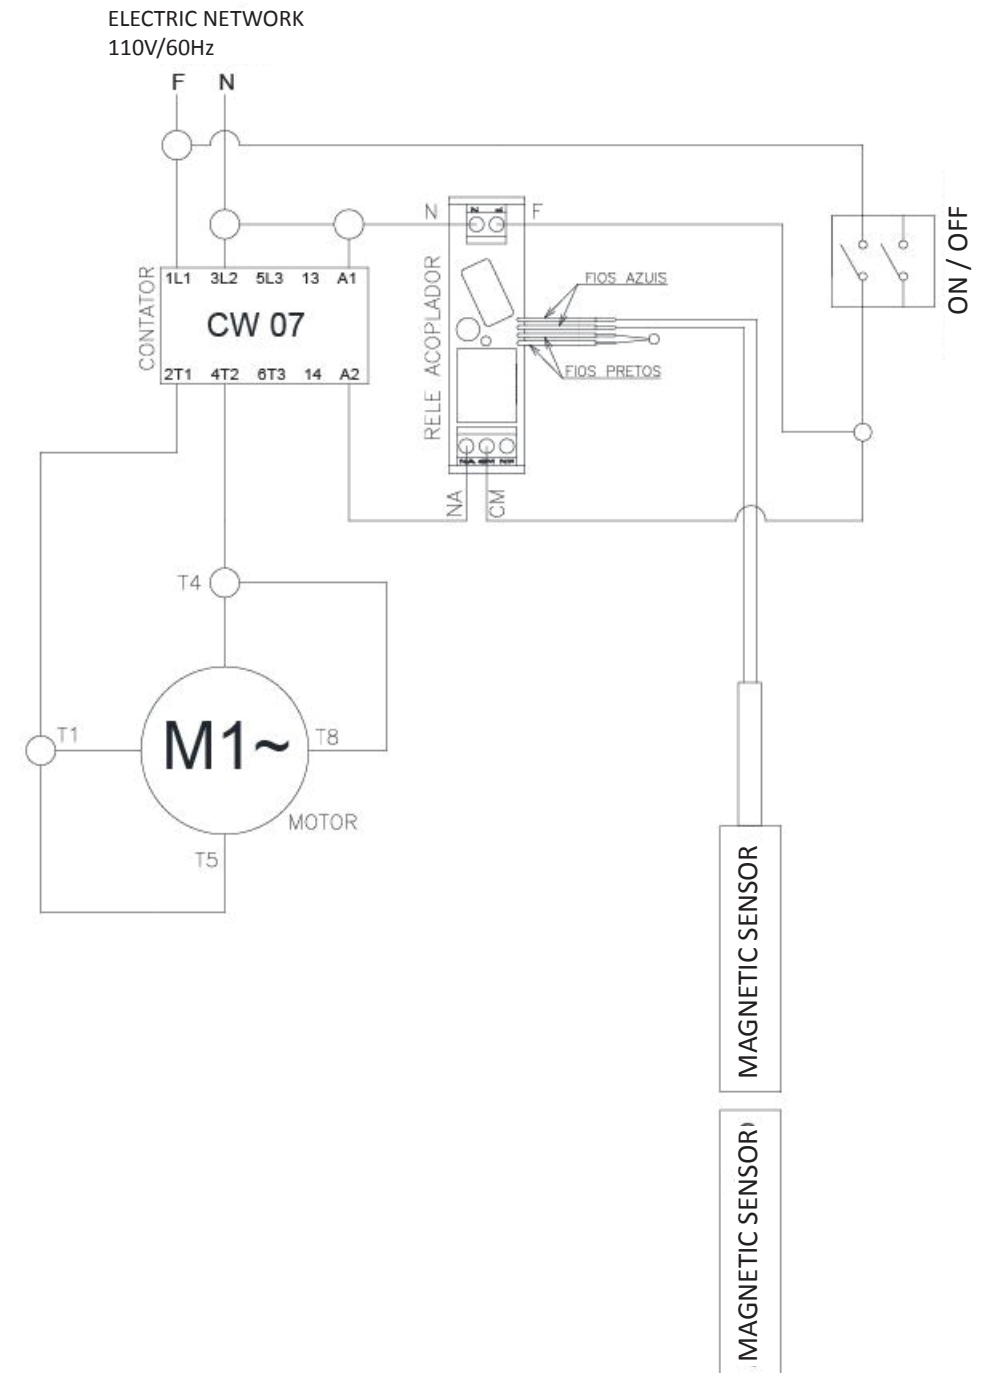 ELECTRIC NETWORK
110V/60Hz
F N
N F
ON / OFF
CONTATOR
1L1 3L2 5L3 13 A1
CW 07
2T1 4T2 6T3 14 A2
RELE ACOPLADOR
FIOS AZUIS
FIOS PRETOS
NA CM
T4
T1
M1~
T8
MOTOR
T5
MAGNETIC SENSOR
MAGNETIC SENSOR